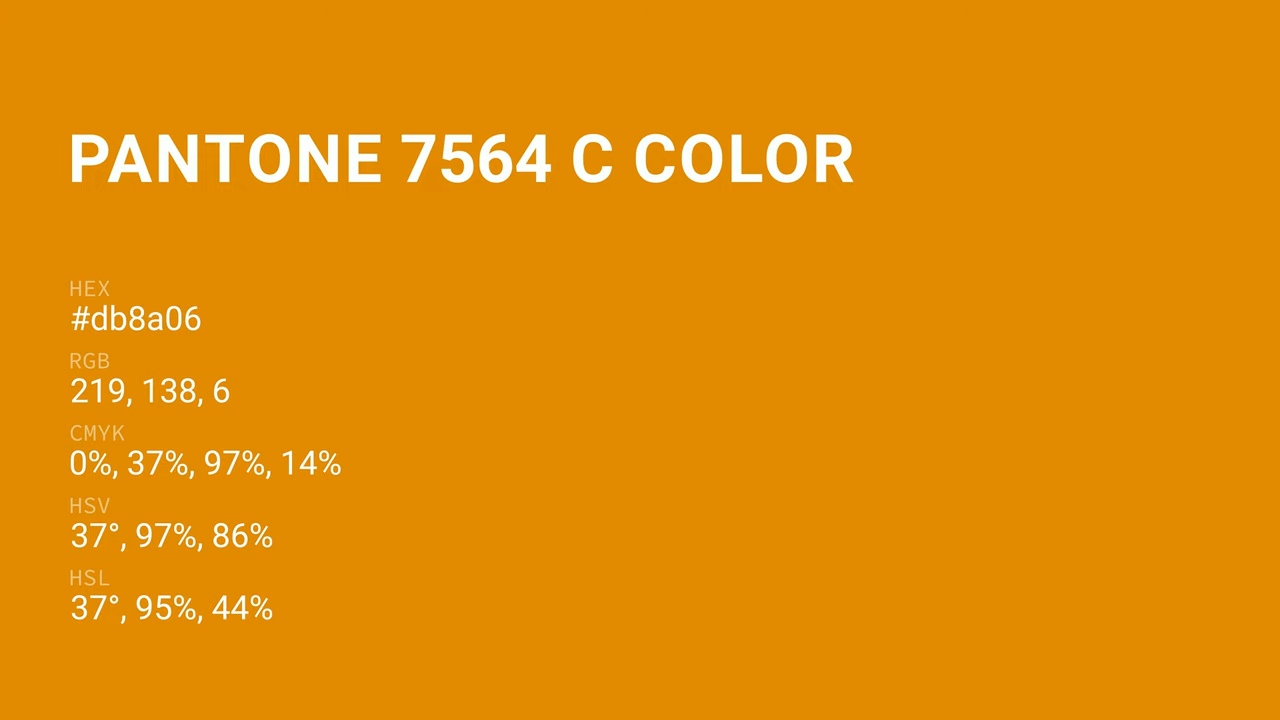 PANTONE 7564 C COLOR
HEX
#db8a06
RGB
219, 138, 6
CMYK
0%, 37%, 97%, 14%
HSV
37°, 97%, 86%
HSL
37°, 95%, 44%